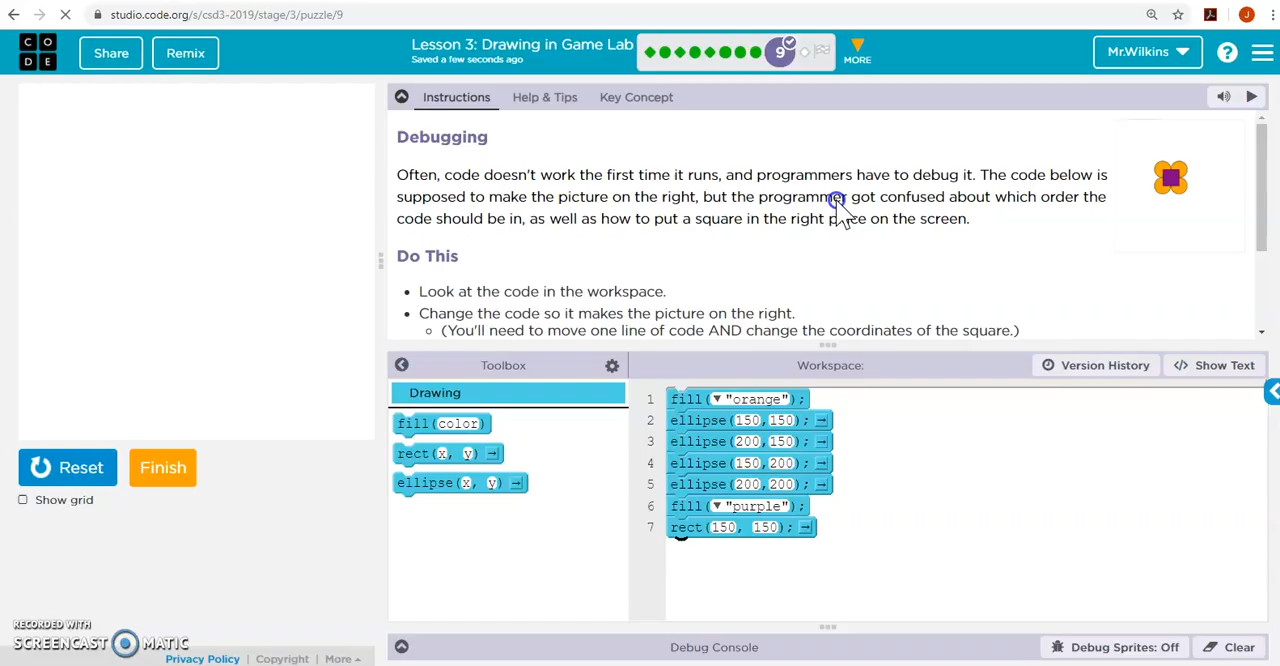 studio.code.org/s/csd3-2019/stage/3/puzzle/9
J
C O
D E
Share
Remix
Lesson 3: Drawing in Game Lab
Saved a few seconds ago
9
MORE
Mr.Wilkins
?
Instructions
Help & Tips
Key Concept
Debugging
Often, code doesn't work the first time it runs, and programmers have to debug it. The code below is
supposed to make the picture on the right, but the programmer got confused about which order the
code should be in, as well as how to put a square in the right place on the screen.
Do This
• Look at the code in the workspace.
• Change the code so it makes the picture on the right.
(You'll need to move one line of code AND change the coordinates of the square.)
Toolbox
Workspace:
Version History
</> Show Text
Drawing
fill(color)
rect(x, y)
ellipse(x, y)
1 fill("orange");
2 ellipse(150,150);
3 ellipse(200,150);
4 ellipse(150,200);
5 ellipse(200,200);
6 fill("purple");
7 rect(150, 150);
Reset
Finish
Show grid
RECORDED WITH
SCREENCAST MATIC
Privacy Policy | Copyright | More
Debug Console
Debug Sprites: Off
Clear